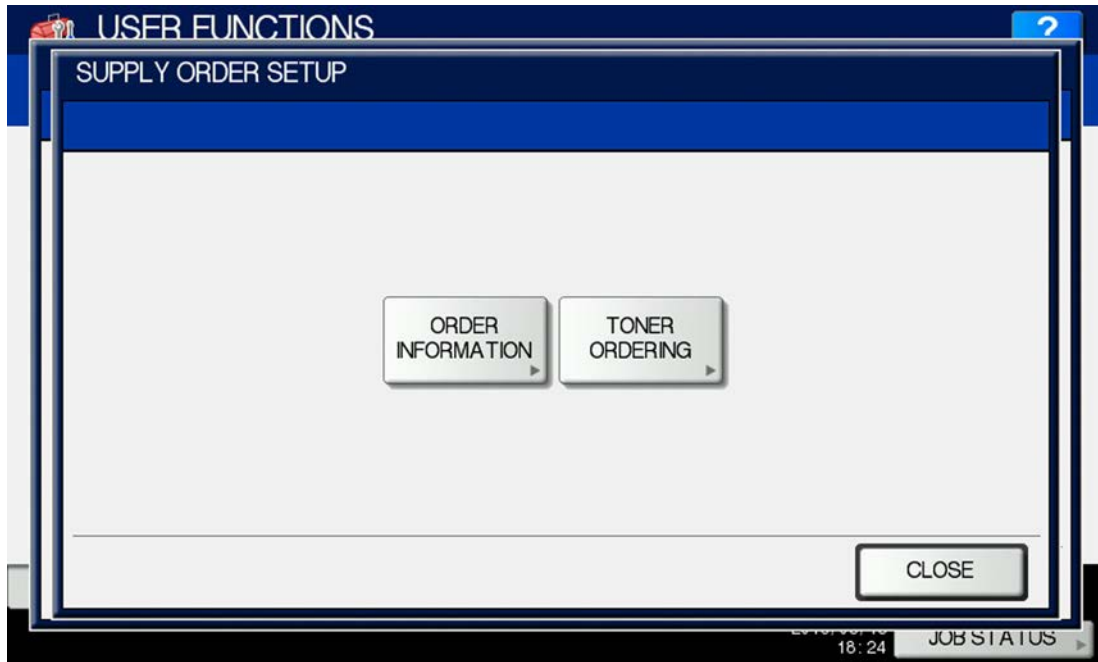 USER FUNCTIONS
?
SUPPLY ORDER SETUP
ORDER
INFORMATION
TONER
ORDERING
CLOSE
18:24
JOB STATUS